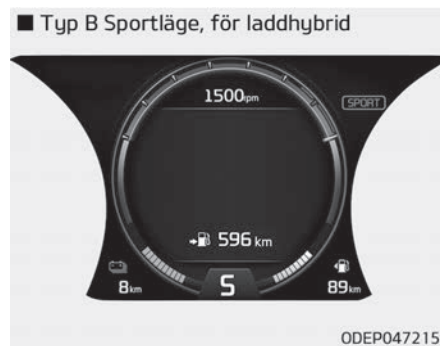 ■ Typ B Sportläge, för laddhybrid
1500rpm
SPORT
596 km
8km
S
89km
ODEP047215